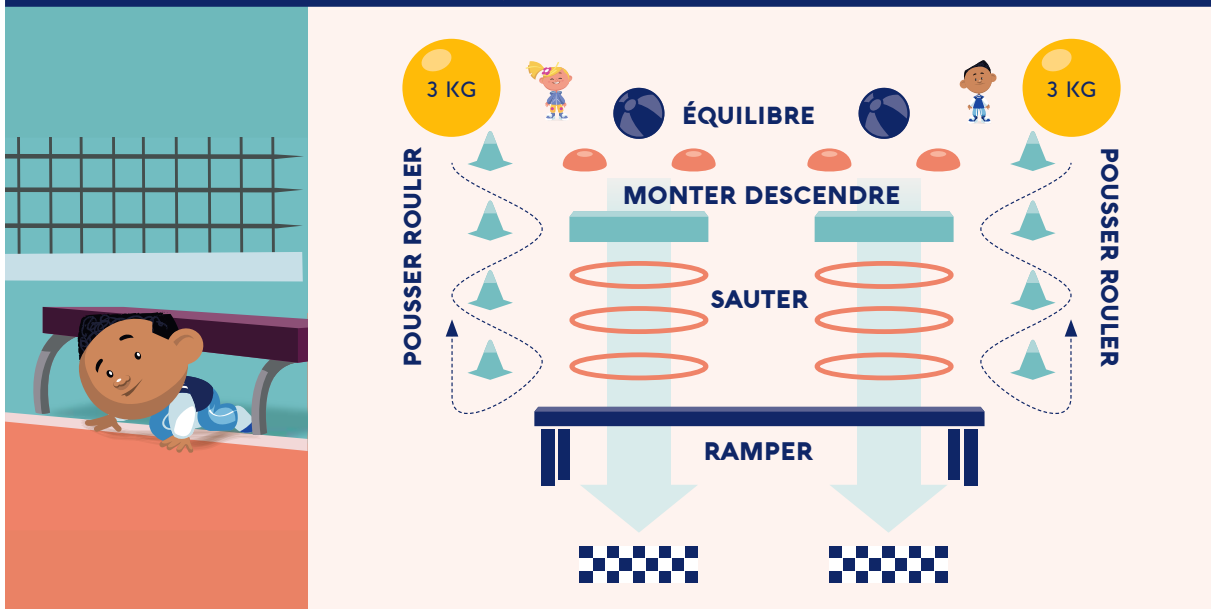 3 KG
3 KG
ÉQUILIBRE
POUSSER ROULER
MONTER DESCENDRE
POUSSER ROULER
SAUTER
RAMPER